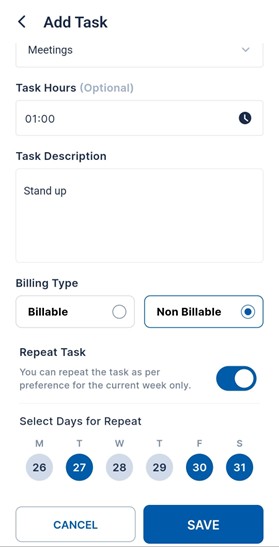 Add Task
Meetings
Task Hours (Optional)
01:00
Task Description
Stand up
Billing Type
Billable
Non Billable
Repeat Task
You can repeat the task as per
preference for the current week only.
Select Days for Repeat
M T W T F S
26 27 28 29 30 31
CANCEL SAVE